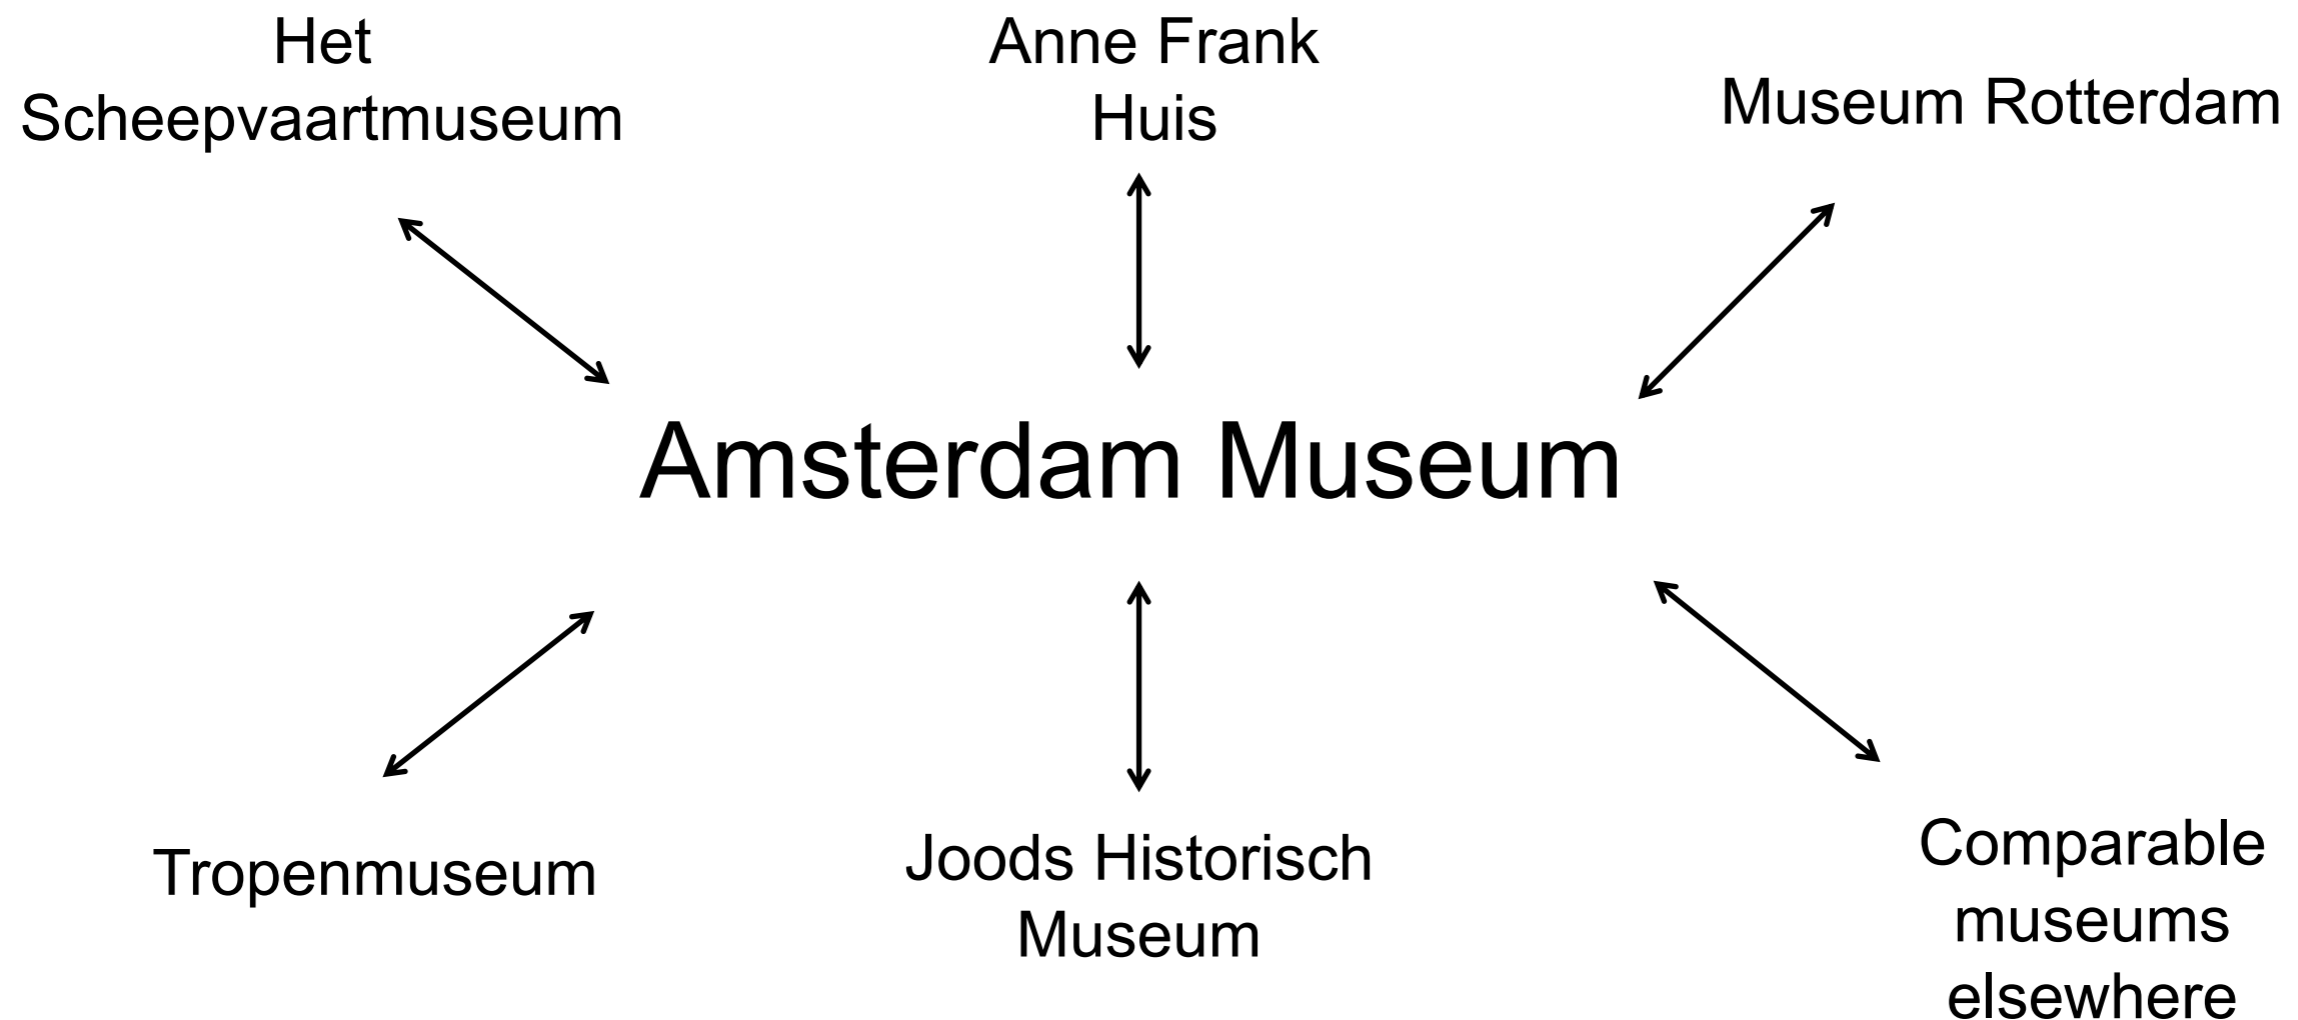 Het
Scheepvaartmuseum
Anne Frank
Huis
Museum Rotterdam
Amsterdam Museum
Tropenmuseum
Joods Historisch
Museum
Comparable
museums
elsewhere